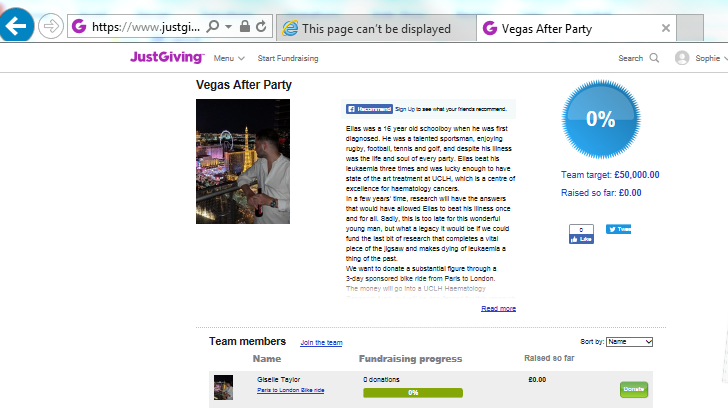 https://www.justgi...
This page can't be displayed
Vegas After Party
JustGiving™
Menu
Start Fundraising
Search
Sophie
Vegas After Party
Recommend
Sign Up to see what your friends recommend.
Elias was a 16 year old schoolboy when he was first
diagnosed. He was a talented sportsman, enjoying
rugby, football, tennis and golf, and despite his illness
was the life and soul of every party. Elias beat his
leukaemia three times and was lucky enough to have
state of the art treatment at UCLH, which is a centre of
excellence for haematology cancers.
In a few years' time, research will have the answers
that would have allowed Elias to beat his illness once
and for all. Sadly, this is too late for this wonderful
young man, but what a legacy it would be if we could
fund the last bit of research that completes a vital
piece of the jigsaw and makes dying of leukaemia a
thing of the past.
We want to donate a substantial figure through a
3-day sponsored bike ride from Paris to London.
The money will go into a UCLH Haematology
Read more
0%
Team target: £50,000.00
Raised so far: £0.00
0
Like
Twee
Team members
Join the team
Sort by: Name
Name
Fundraising progress
Raised so far
Giselle Taylor
Paris to London Bike ride
0 donations
0%
£0.00
Donate